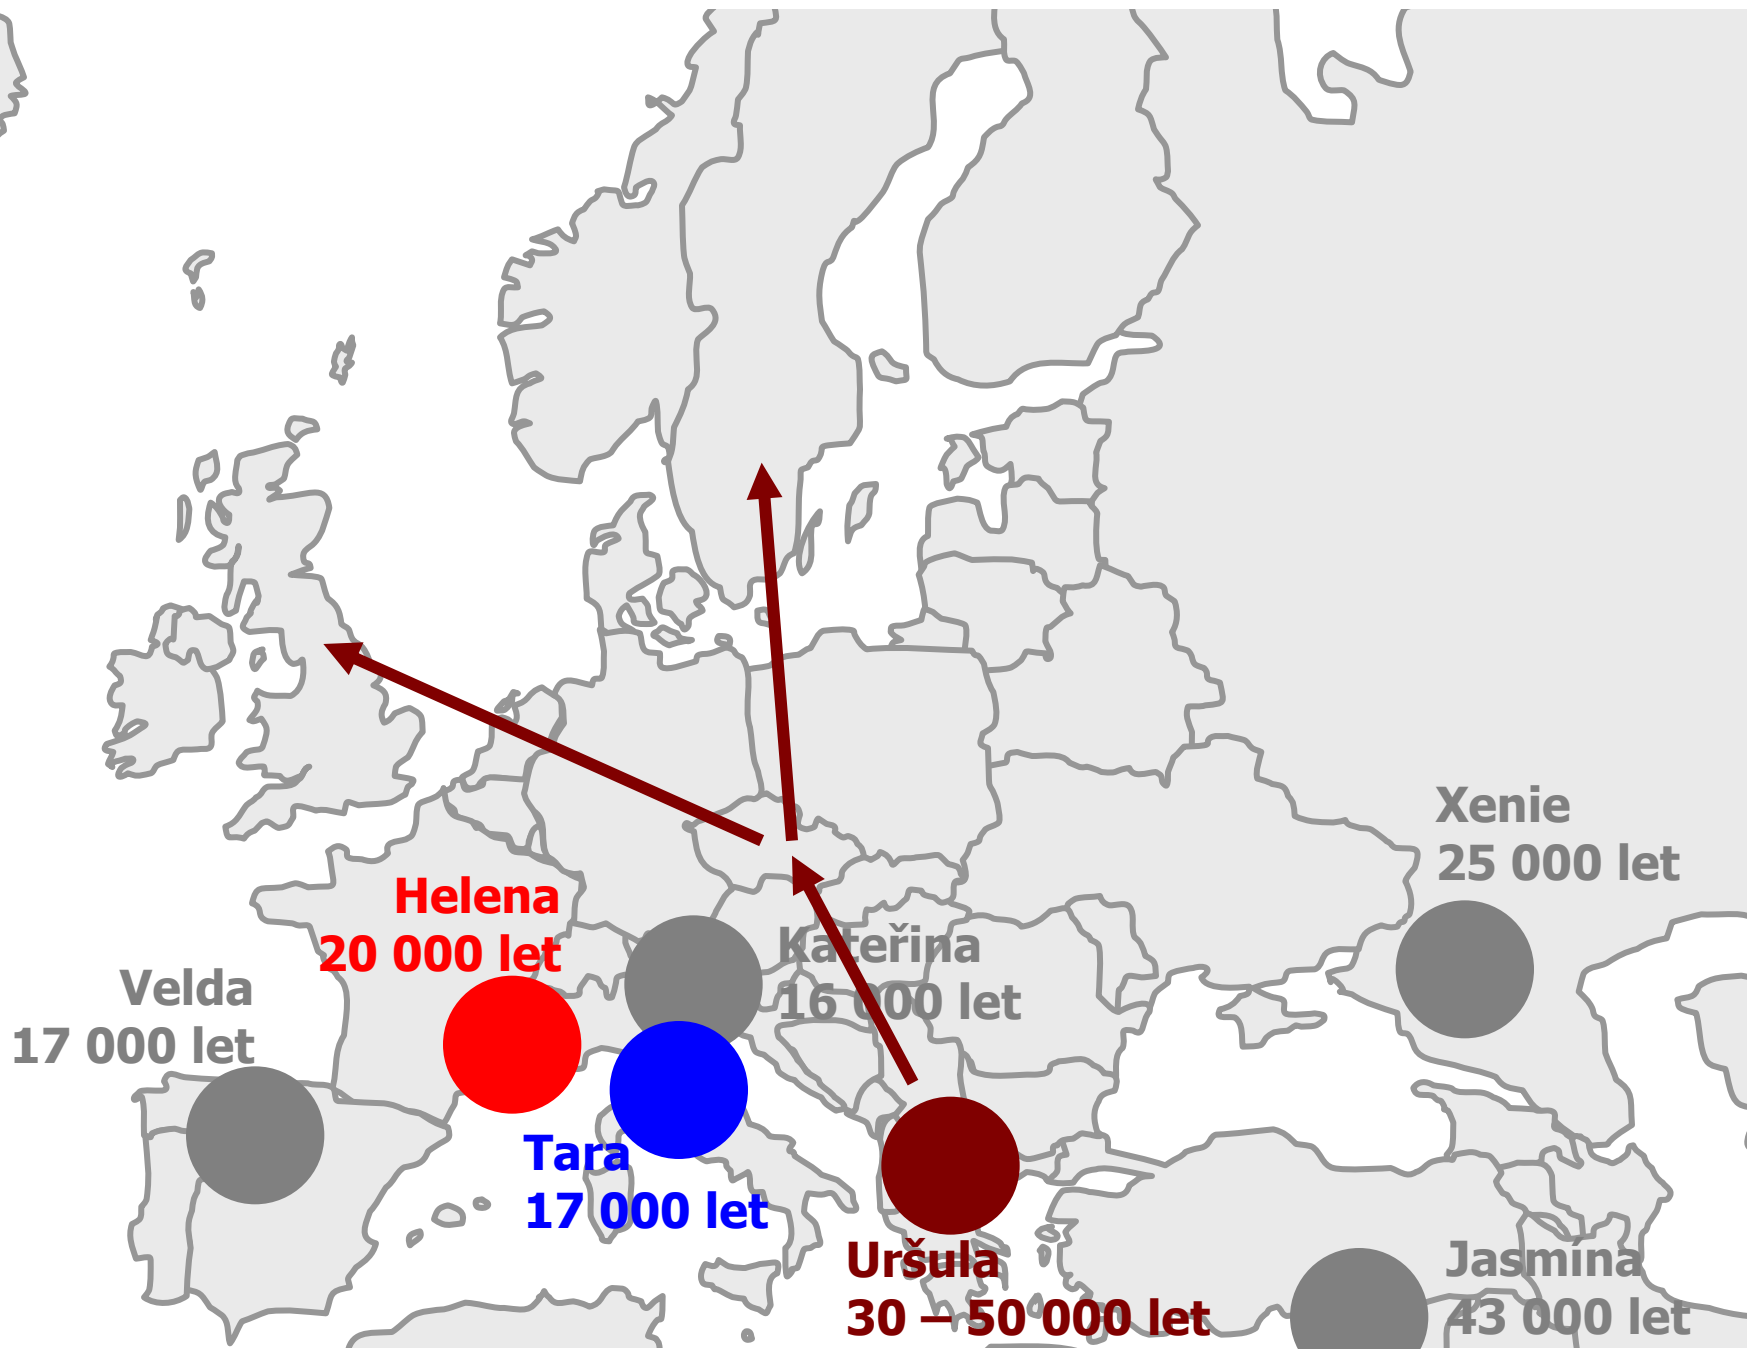 Xenie
25 000 let
Helena
20 000 let
Kateřina
16 000 let
Velda
17 000 let
Tara
17 000 let
Uršula
30 – 50 000 let
Jasmína
43 000 let